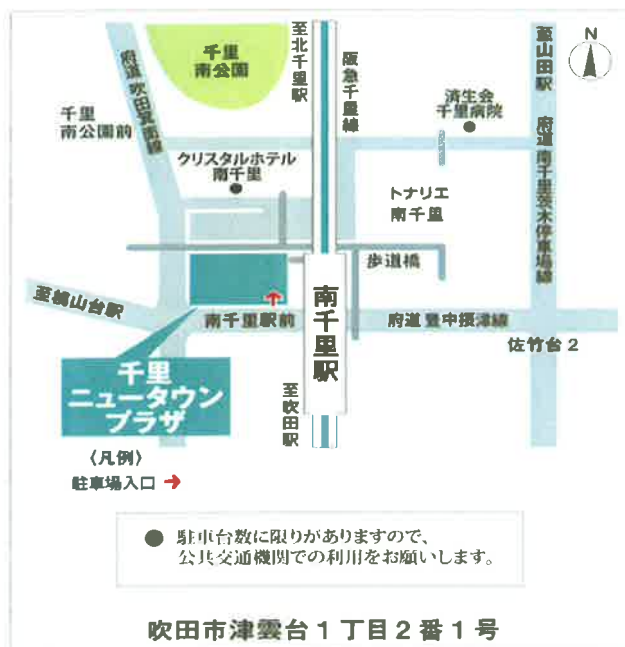 千里
南公園
至北千里駅
阪急千里線
至山田駅
N
府道 吹田箕面線
千里
南公園前
済生会
千里病院
府道 南千里茨木停車場線
クリスタルホテル
南千里
トナリエ
南千里
歩道橋
至桃山台駅
南千里駅前
南千里駅
府道 豊中摂津線
佐竹台2
千里
ニュータウン
プラザ
至吹田駅
〈凡例〉
駐車場入口
駐車台数に限りがありますので、
公共交通機関での利用をお願いします。
吹田市津雲台1丁目2番1号